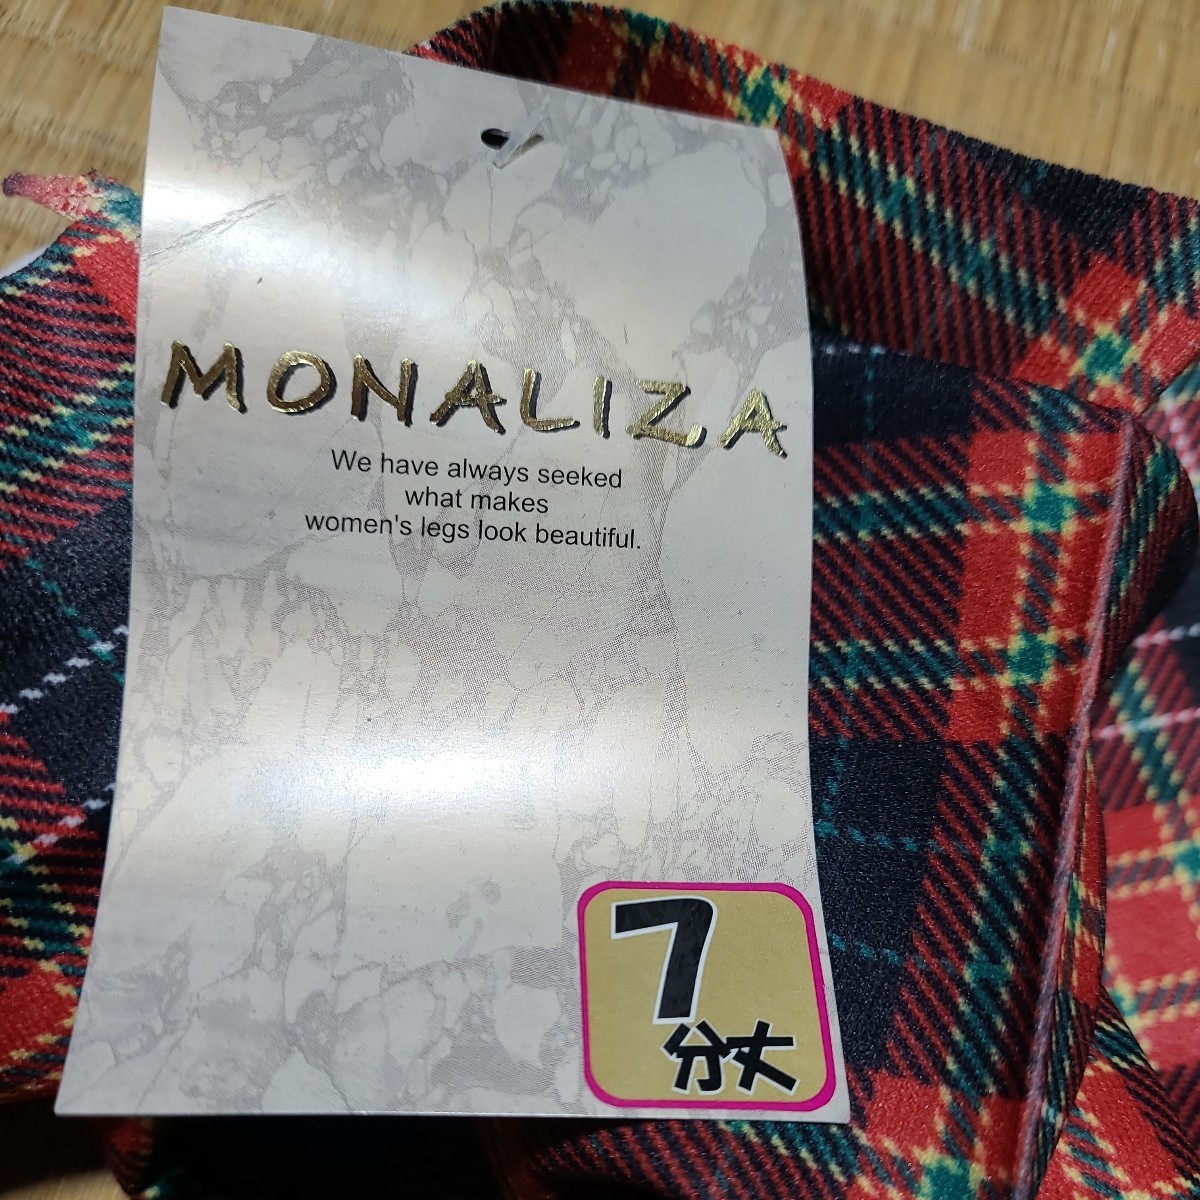 MONALIZA
We have always seeked
what makes
women's legs look beautiful.
7
分丈